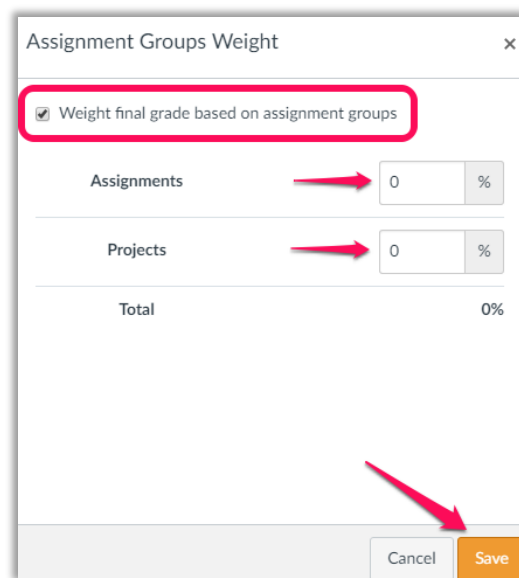 Assignment Groups Weight ×
Weight final grade based on assignment groups
Assignments 0 %
Projects 0 %
Total 0%
Cancel Save